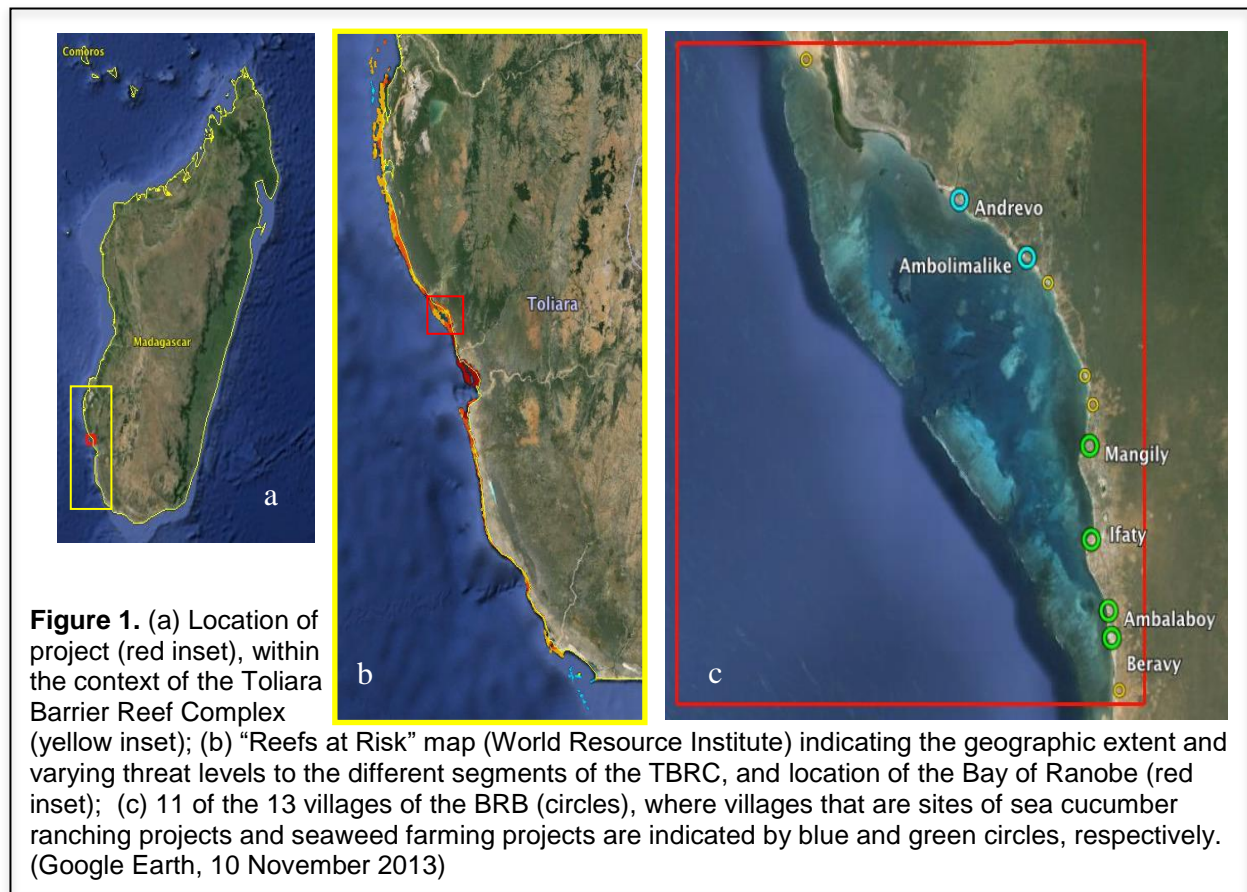 Comoros
Madagascar
a
Toliara
b
Andrevo
Ambolimalike
Mangily
Ifaty
Ambalaboy
Beravy
c
Figure 1. (a) Location of
project (red inset), within
the context of the Toliara
Barrier Reef Complex
(yellow inset); (b) “Reefs at Risk” map (World Resource Institute) indicating the geographic extent and
varying threat levels to the different segments of the TBRC, and location of the Bay of Ranobe (red
inset); (c) 11 of the 13 villages of the BRB (circles), where villages that are sites of sea cucumber
ranching projects and seaweed farming projects are indicated by blue and green circles, respectively.
(Google Earth, 10 November 2013)